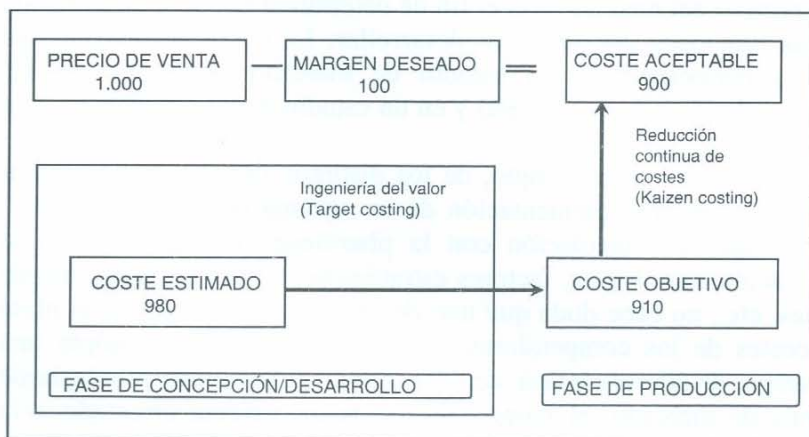 PRECIO DE VENTA
1.000
MARGEN DESEADO
100
COSTE ACEPTABLE
900
Reducción
continua de
costes
(Kaizen costing)
Ingeniería del valor
(Target costing)
COSTE ESTIMADO
980
COSTE OBJETIVO
910
FASE DE CONCEPCIÓN/DESARROLLO
FASE DE PRODUCCIÓN